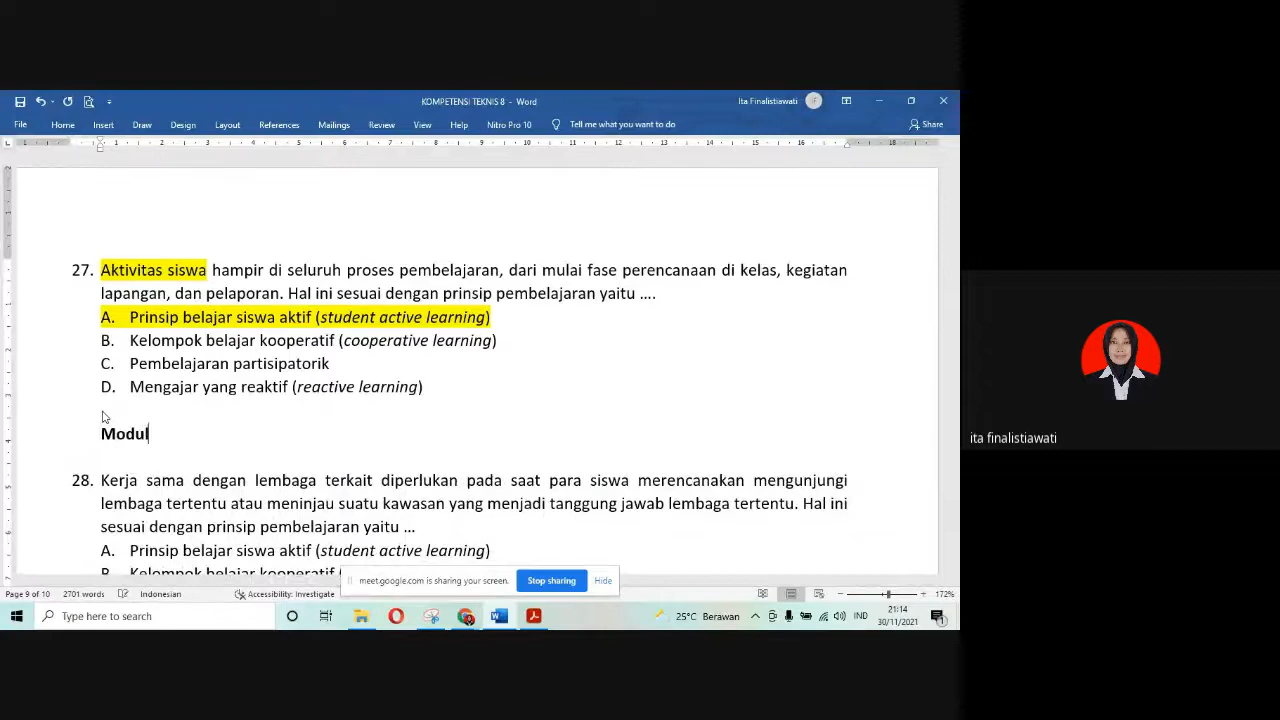 KOMPETENSI TEKNIS 8 - Word
Ita Finalistiawati
File Home Insert Draw Design Layout References Mailings Review View Help Nitro Pro 10 Tell me what you want to do Share
27. Aktivitas siswa hampir di seluruh proses pembelajaran, dari mulai fase perencanaan di kelas, kegiatan
lapangan, dan pelaporan. Hal ini sesuai dengan prinsip pembelajaran yaitu ....
A. Prinsip belajar siswa aktif (student active learning)
B. Kelompok belajar kooperatif (cooperative learning)
C. Pembelajaran partisipatorik
D. Mengajar yang reaktif (reactive learning)
Modul
28. Kerja sama dengan lembaga terkait diperlukan pada saat para siswa merencanakan mengunjungi
lembaga tertentu atau meninjau suatu kawasan yang menjadi tanggung jawab lembaga tertentu. Hal ini
sesuai dengan prinsip pembelajaran yaitu ...
A. Prinsip belajar siswa aktif (student active learning)
B. Kelompok belajar kooperatif (
meet.google.com is sharing your screen. Stop sharing Hide
Page 9 of 10 2701 words Indonesian Accessibility: Investigate 172%
Type here to search
25°C Berawan IND 21:14
30/11/2021
ita finalistiawati